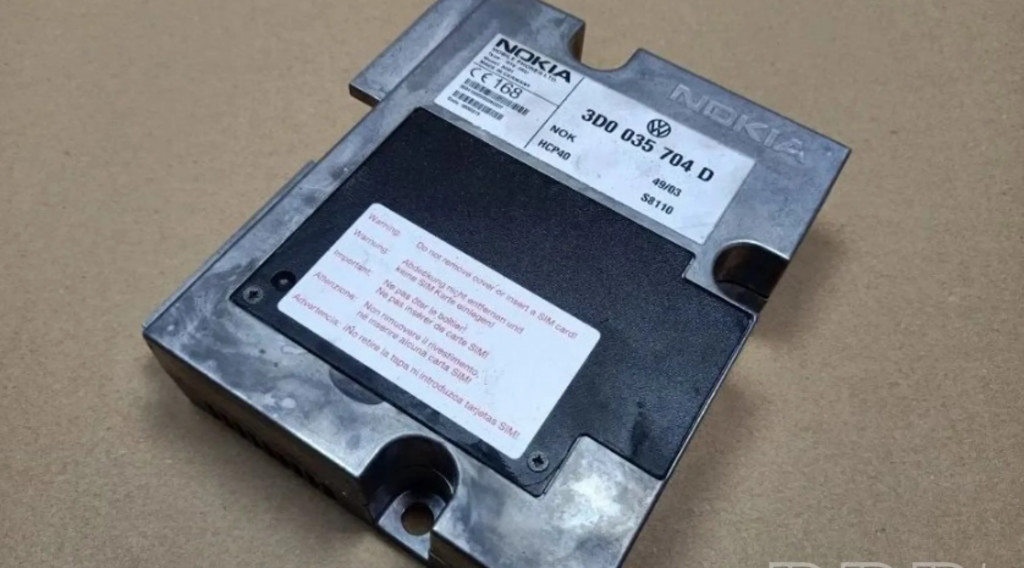 NOKIA
CE 168
NOKIA
3D0 035 704 D
NOK
HCP40
49/03
S8110
Warning: Do not remove cover or insert a SIM card!
Warnung: Abdeckung nicht entfernen und
keine SIM-Karte einlegen!
Important: Ne pas ôter le boîtier!
Ne pas insérer de carte SIM!
Attenzione: Non rimuovere il rivestimento,
ne inserire alcuna carta SIM!
Advertencia: ¡No retire la tapa ni introduzca tarjetas SIM!